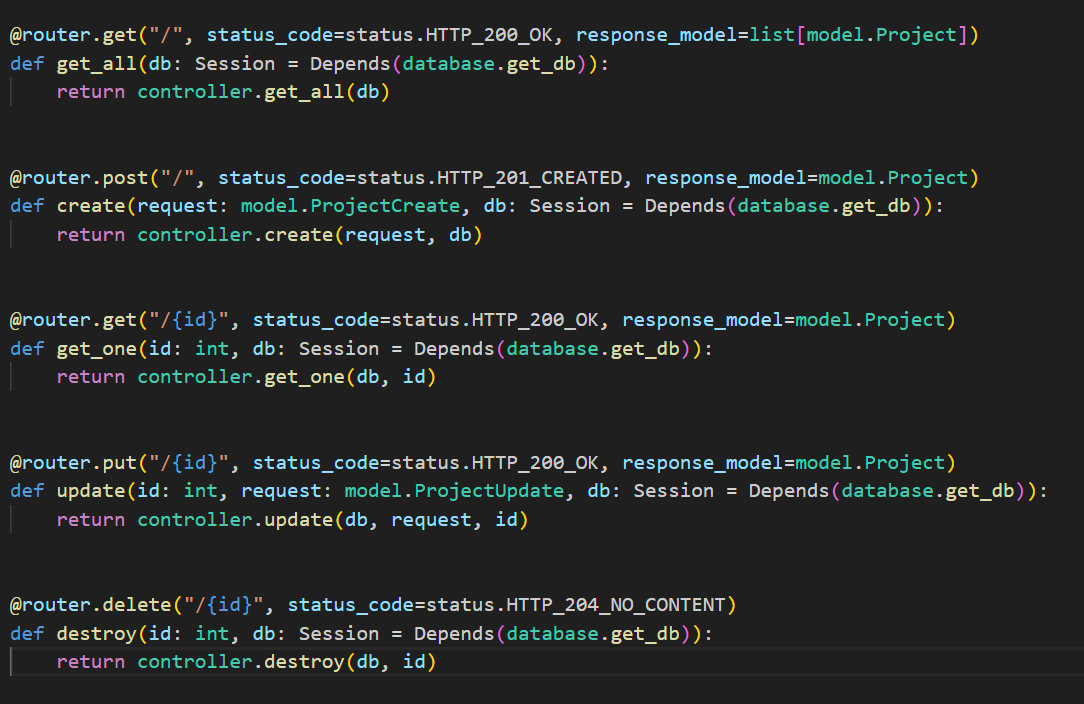 @router.get("/", status_code=status.HTTP_200_OK, response_model=list[model.Project])
def get_all(db: Session = Depends(database.get_db)):
    return controller.get_all(db)
@router.post("/", status_code=status.HTTP_201_CREATED, response_model=model.Project)
def create(request: model.ProjectCreate, db: Session = Depends(database.get_db)):
    return controller.create(request, db)
@router.get("/{id}", status_code=status.HTTP_200_OK, response_model=model.Project)
def get_one(id: int, db: Session = Depends(database.get_db)):
    return controller.get_one(db, id)
@router.put("/{id}", status_code=status.HTTP_200_OK, response_model=model.Project)
def update(id: int, request: model.ProjectUpdate, db: Session = Depends(database.get_db)):
    return controller.update(db, request, id)
@router.delete("/{id}", status_code=status.HTTP_204_NO_CONTENT)
def destroy(id: int, db: Session = Depends(database.get_db)):
    return controller.destroy(db, id)